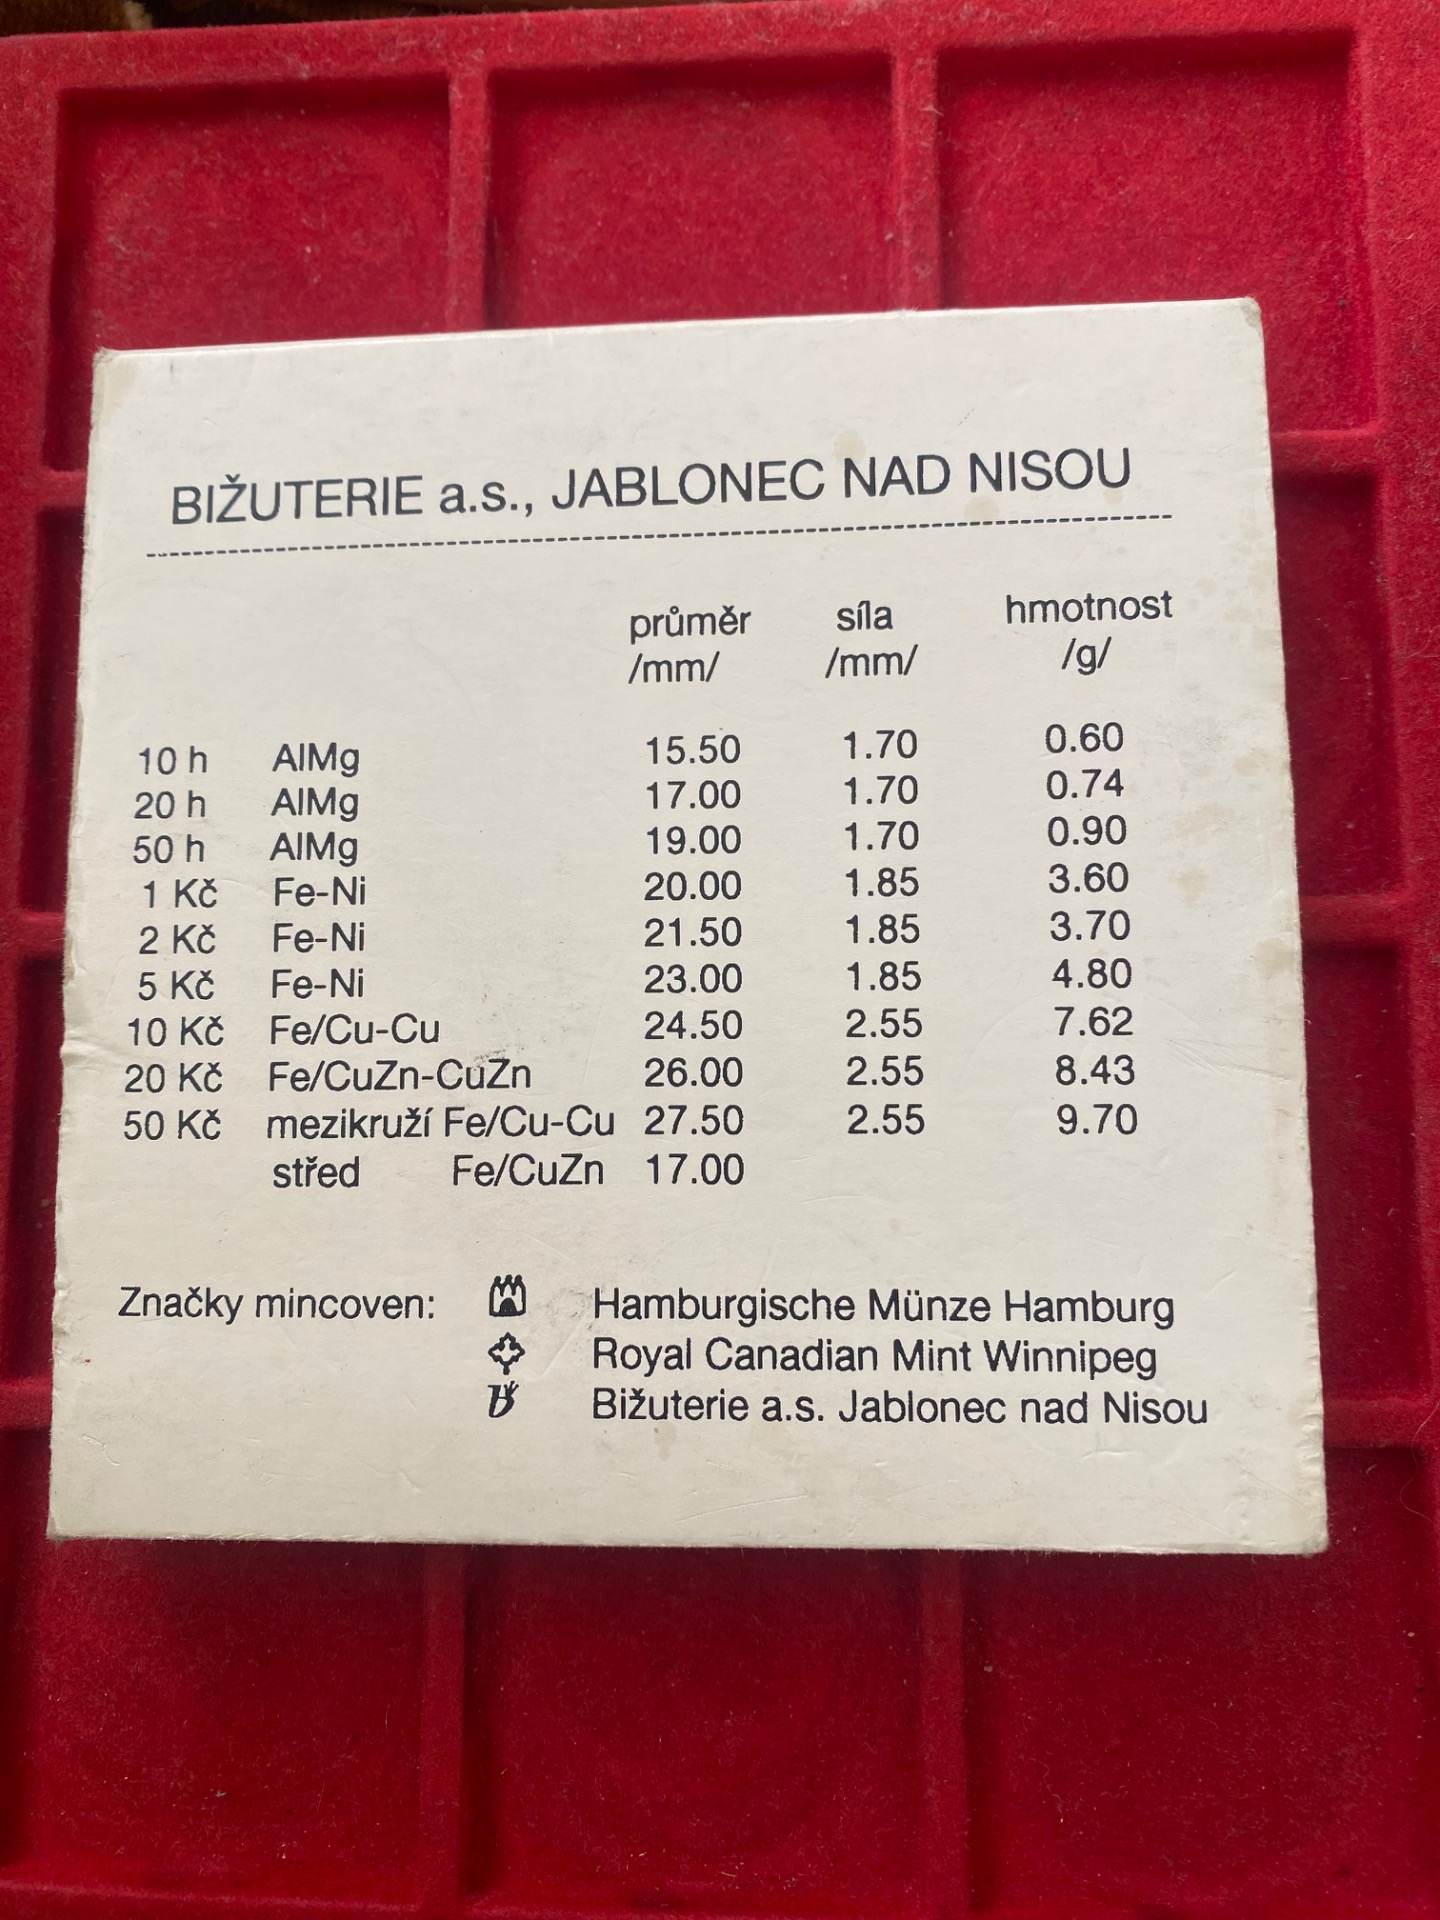 BIŽUTERIE a.s., JABLONEC NAD NISOU
průměr síla hmotnost
/mm/ /mm/ /g/
10 h AlMg 15.50 1.70 0.60
20 h AlMg 17.00 1.70 0.74
50 h AlMg 19.00 1.70 0.90
1 Kč Fe-Ni 20.00 1.85 3.60
2 Kč Fe-Ni 21.50 1.85 3.70
5 Kč Fe-Ni 23.00 1.85 4.80
10 Kč Fe/Cu-Cu 24.50 2.55 7.62
20 Kč Fe/CuZn-CuZn 26.00 2.55 8.43
50 Kč mezikruží Fe/Cu-Cu 27.50 2.55 9.70
střed Fe/CuZn 17.00
Značky mincoven: Hamburgische Münze Hamburg
Royal Canadian Mint Winnipeg
Bižuterie a.s. Jablonec nad Nisou